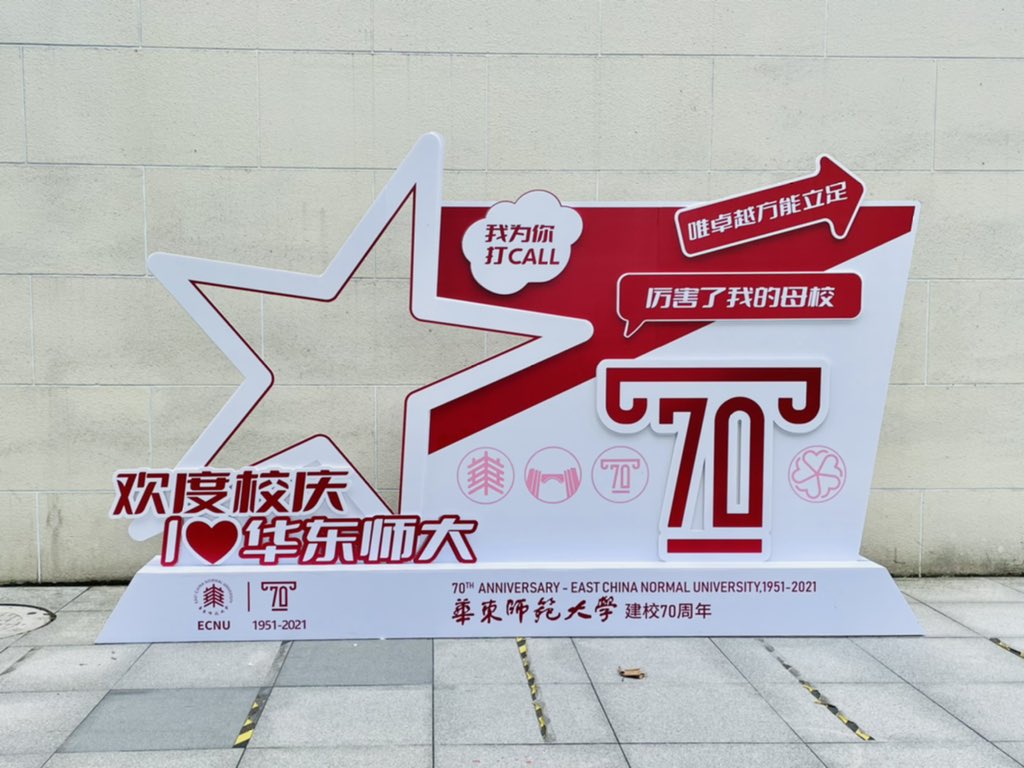 我为你
打CALL
唯卓越方能立足
厉害了我的母校
70
70
欢度校庆
I❤华东师大
70
ECNU
1951-2021
70TH ANNIVERSARY - EAST CHINA NORMAL UNIVERSITY,1951-2021
華東師範大學 建校70周年